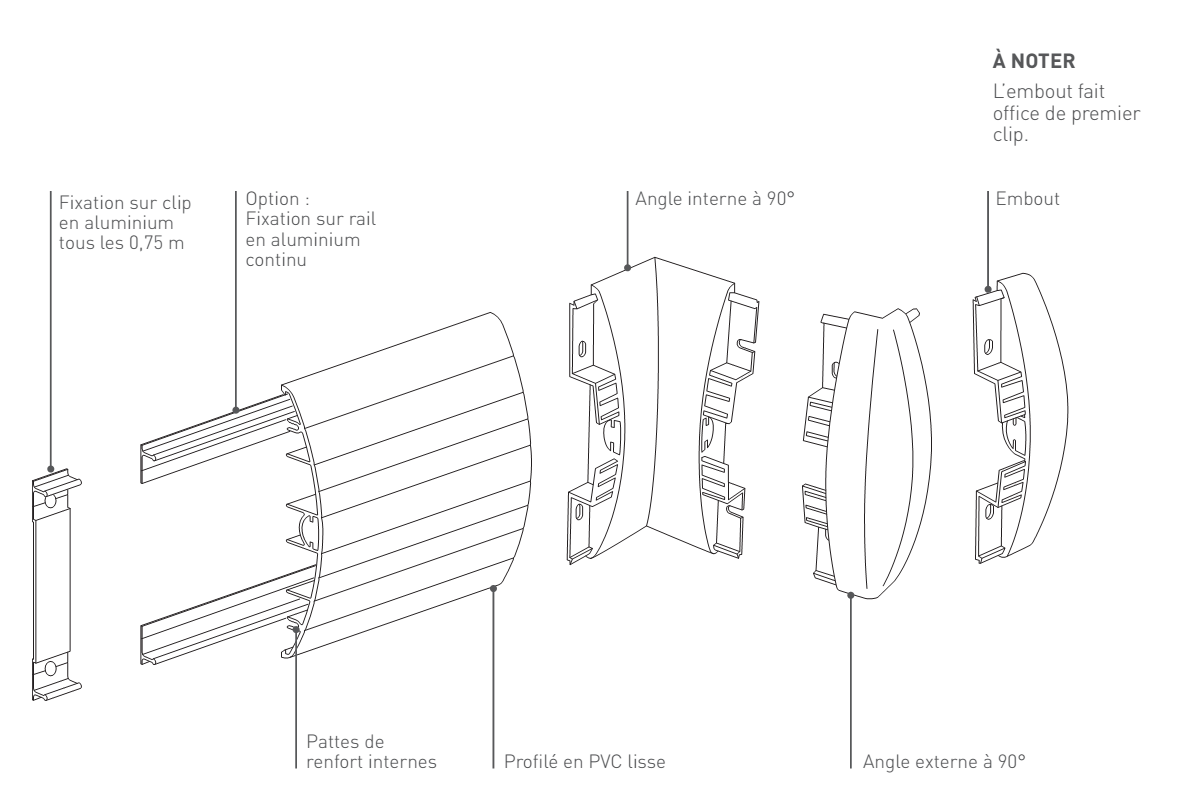 À NOTER
L'embout fait
office de premier
clip.
Fixation sur clip
en aluminium
tous les 0,75 m
Option :
Fixation sur rail
en aluminium
continu
Angle interne à 90°
Embout
Pattes de
renfort internes
Profilé en PVC lisse
Angle externe à 90°